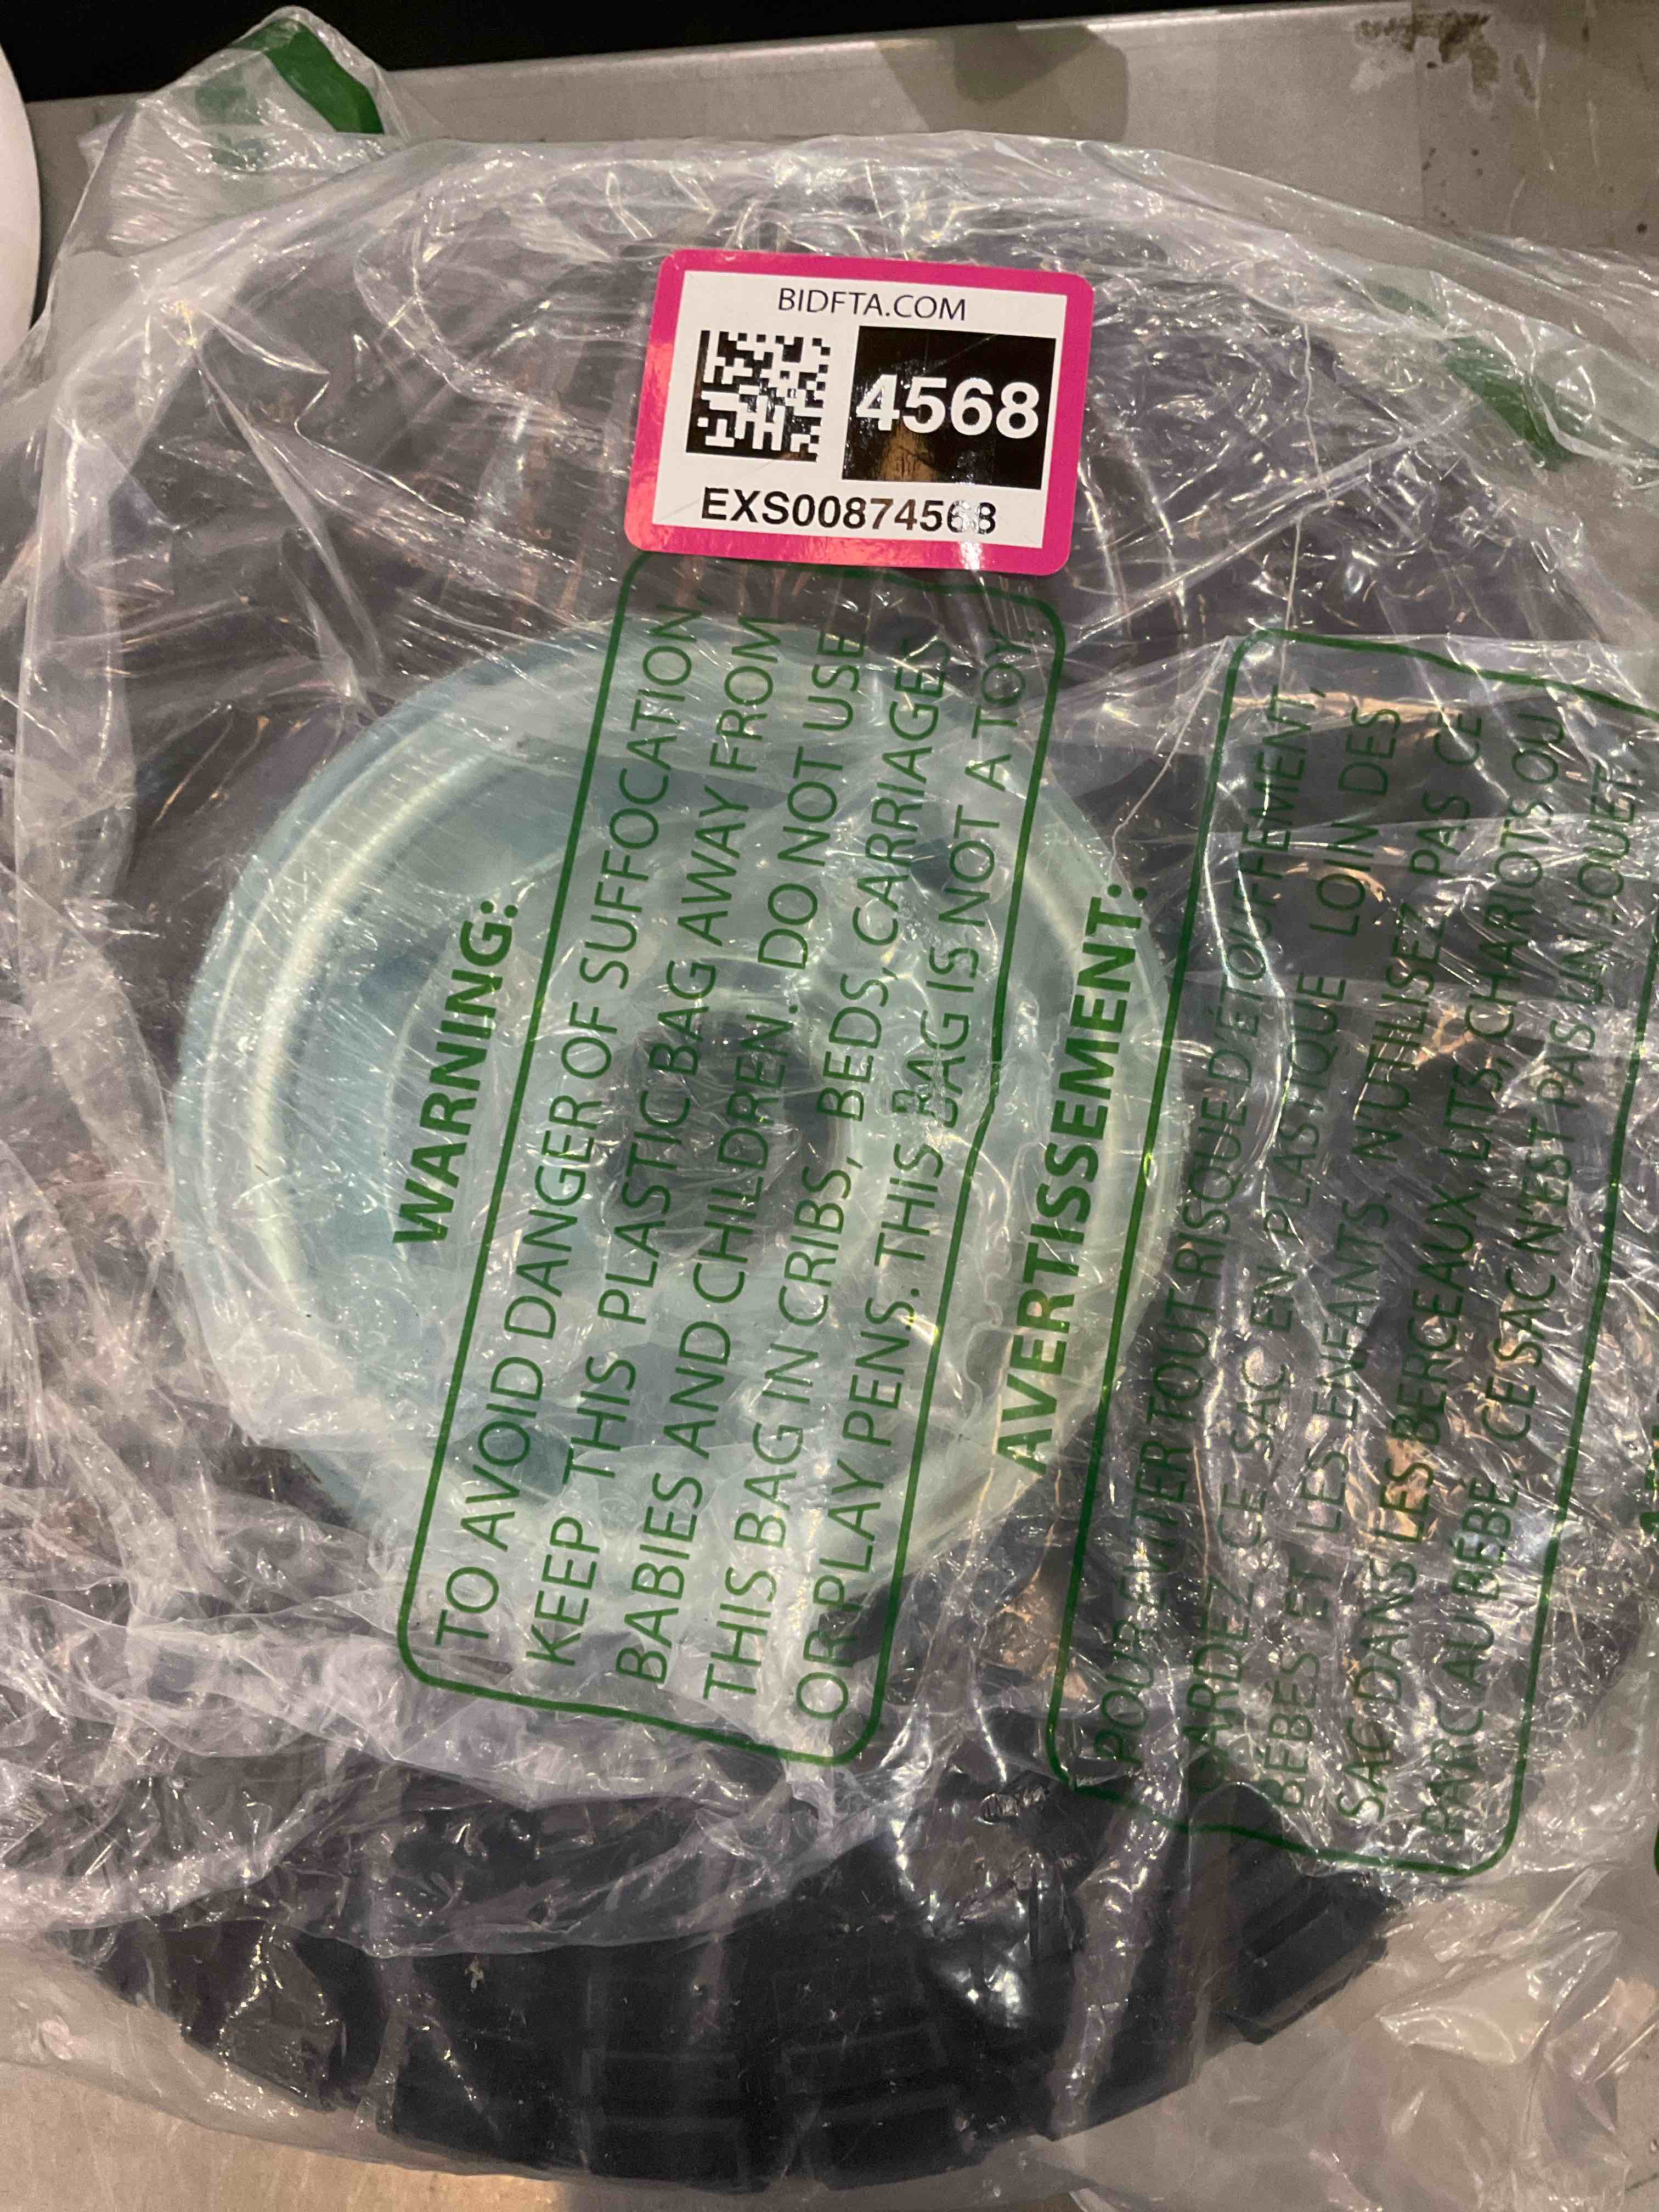 BIDFTA.COM
4568
EXS00874568
WARNING:
TO AVOID DANGER OF SUFFOCATION,
KEEP THIS PLASTIC BAG AWAY FROM
BABIES AND CHILDREN. DO NOT USE
THIS BAG IN CRIBS, BEDS, CARRIAGES
OR PLAY PENS. THIS BAG IS NOT A TOY.
AVERTISSEMENT:
POUR ÉVITER TOUT RISQUE D'ÉTOUFFEMENT,
GARDEZ CE SAC EN PLASTIQUE LOIN DES
BÉBÉS ET LES ENFANTS. N'UTILISEZ PAS CE
SAC DANS LES BERCEAUX, LITS, CHARIOTS OU
PARC AU BÉBÉ. CE SAC N'EST PAS UN JOUET.